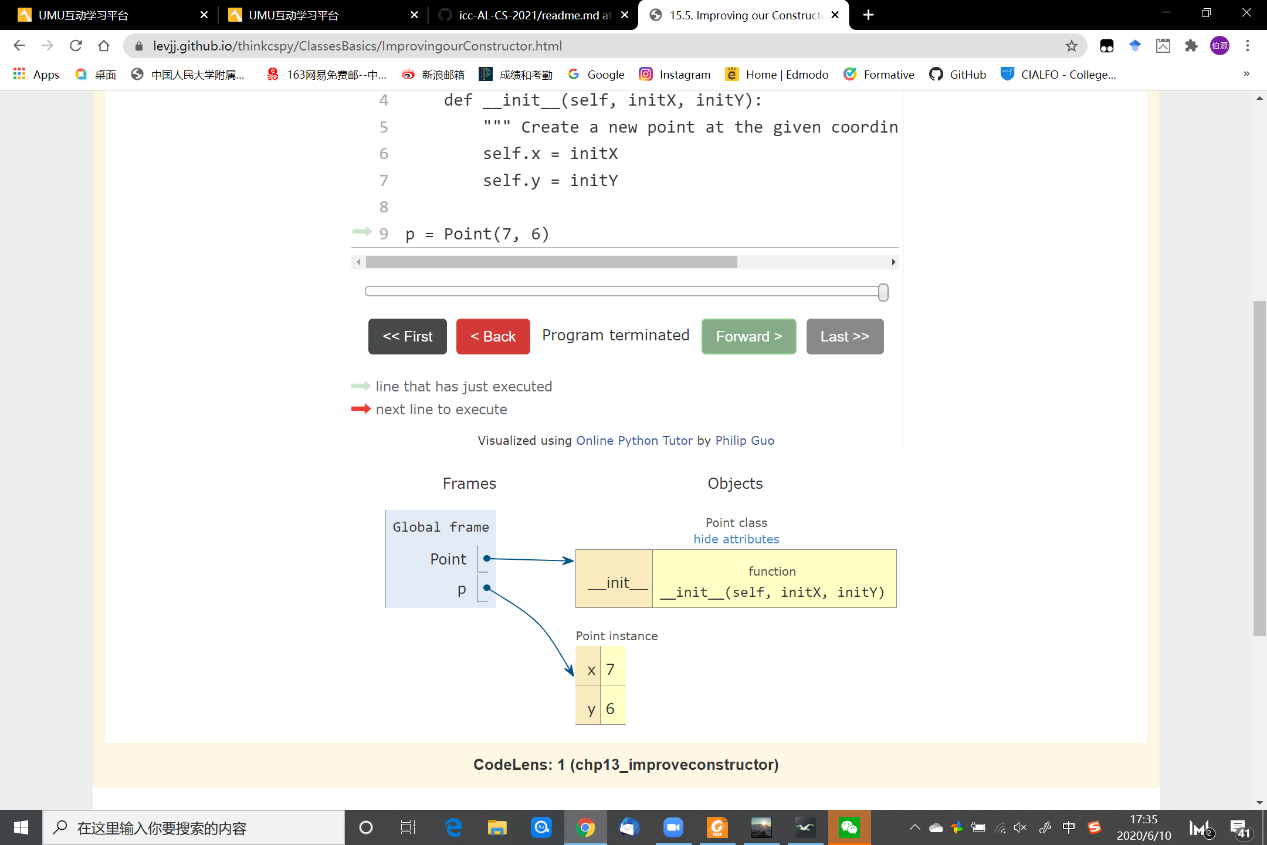 UMU互动学习平台
UMU互动学习平台
icc-AL-CS-2021/readme.md at
15.5. Improving our Construct
levjj.github.io/thinkcspy/ClassesBasics/ImprovingourConstructor.html
伯源
Apps
桌面
中国人民大学附属...
163网易免费邮--中...
新浪邮箱
成绩和考勤
Google
Instagram
Home | Edmodo
Formative
GitHub
CIALFO - College...
»
4 def __init__(self, initX, initY):
5 """ Create a new point at the given coordin
6 self.x = initX
7 self.y = initY
8
9 p = Point(7, 6)
<< First
< Back
Program terminated
Forward >
Last >>
line that has just executed
next line to execute
Visualized using Online Python Tutor by Philip Guo
Frames
Objects
Global frame
Point
p
Point class
hide attributes
__init__
function
__init__(self, initX, initY)
Point instance
x 7
y 6
CodeLens: 1 (chp13_improveconstructor)
在这里输入你要搜索的内容
中
17:35
2020/6/10
2
41